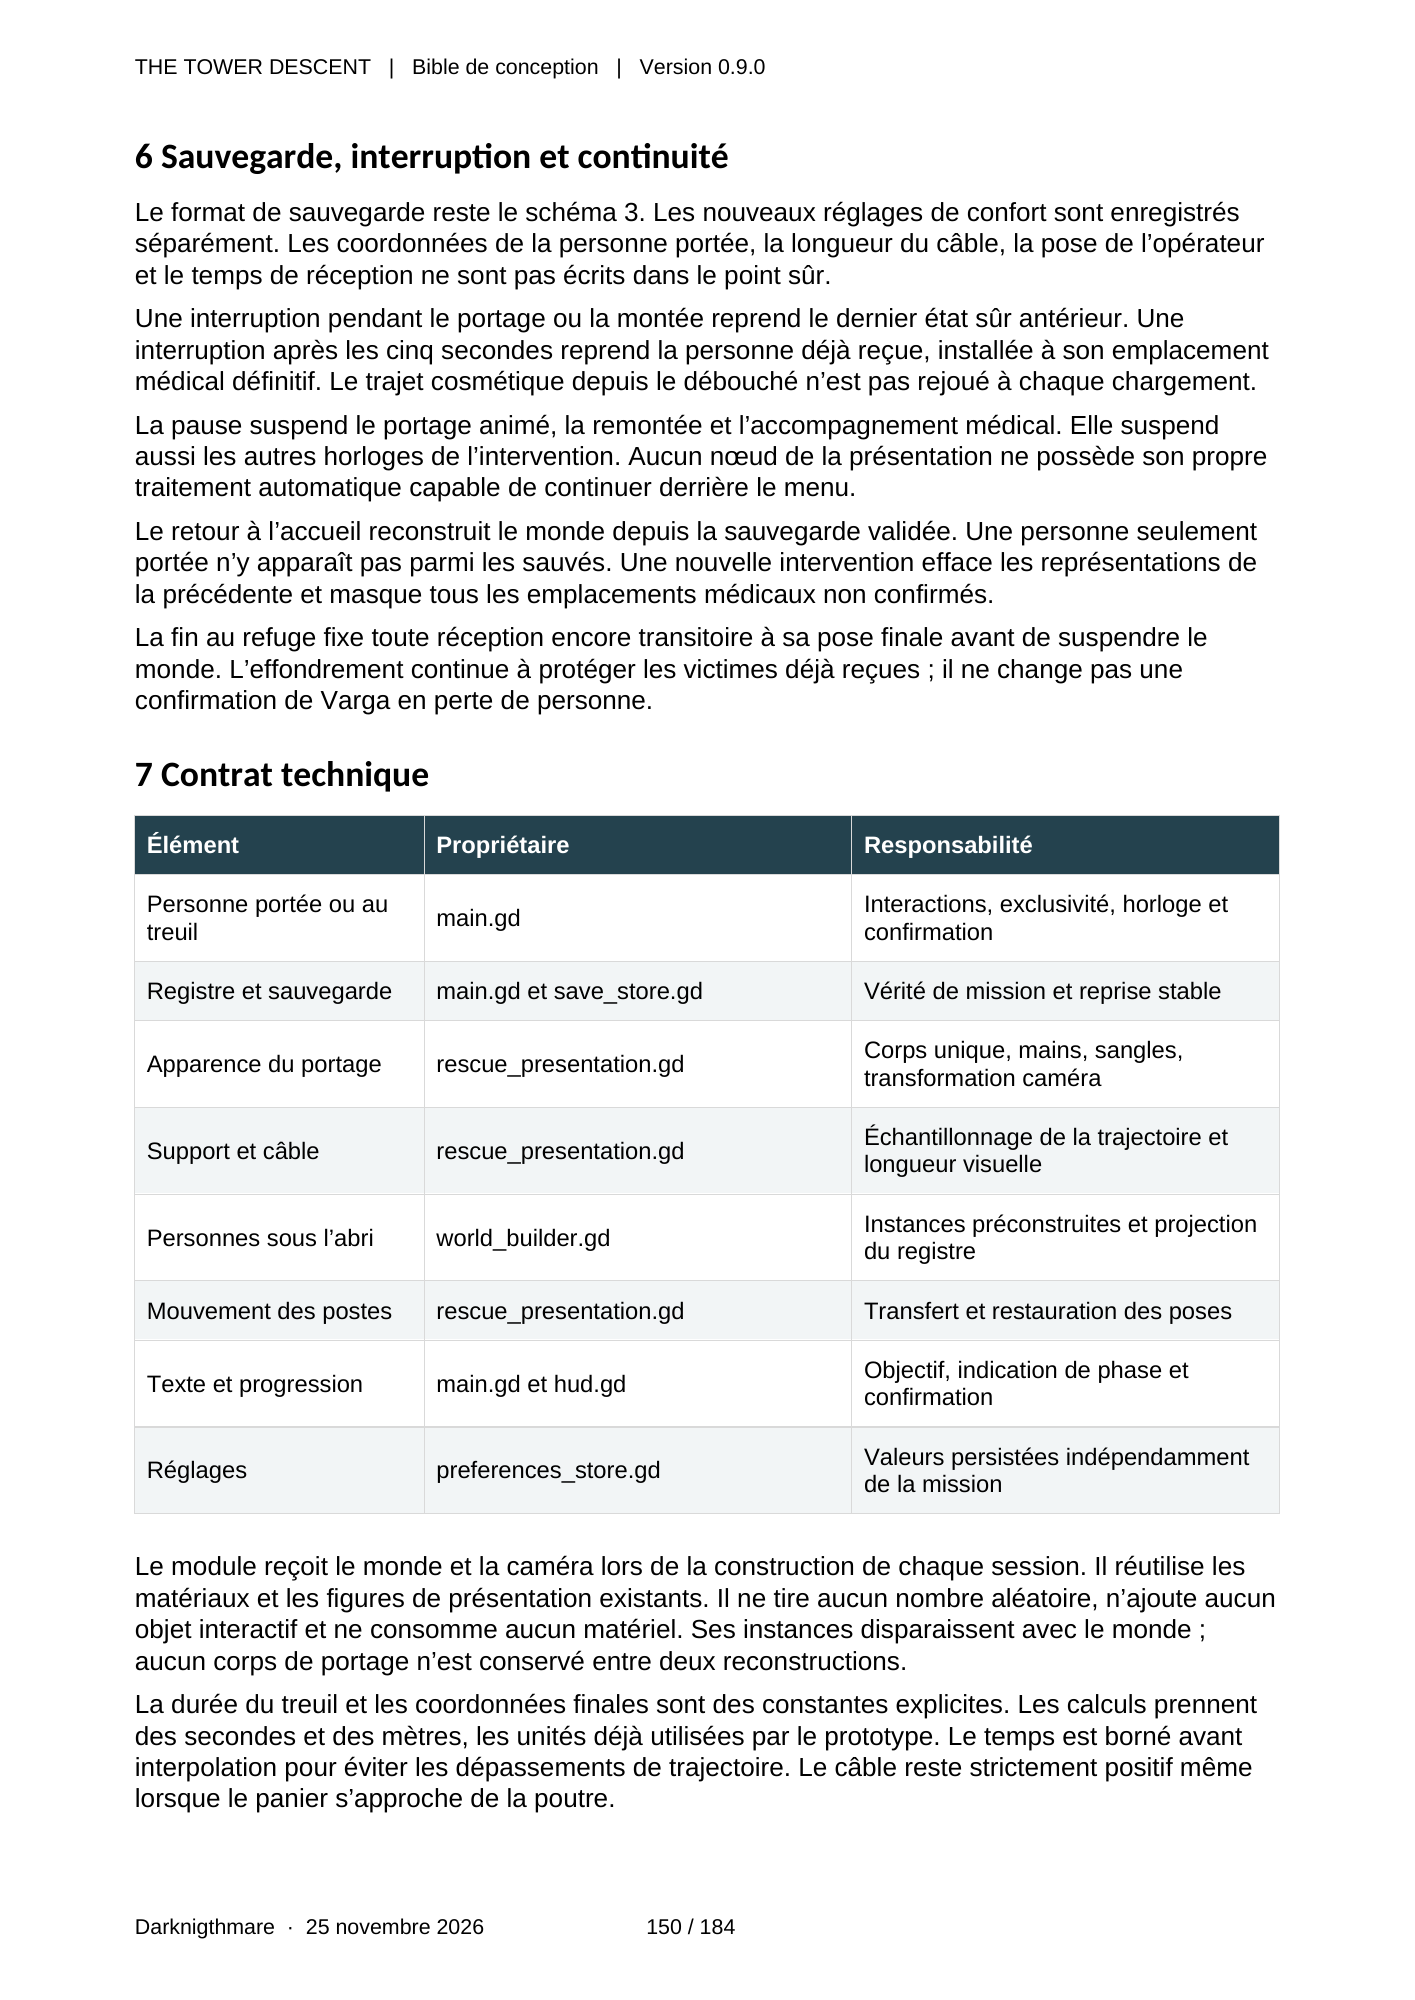 THE TOWER DESCENT | Bible de conception | Version 0.9.0
6 Sauvegarde, interruption et continuité
Le format de sauvegarde reste le schéma 3. Les nouveaux réglages de confort sont enregistrés
séparément. Les coordonnées de la personne portée, la longueur du câble, la pose de l’opérateur
et le temps de réception ne sont pas écrits dans le point sûr.
Une interruption pendant le portage ou la montée reprend le dernier état sûr antérieur. Une
interruption après les cinq secondes reprend la personne déjà reçue, installée à son emplacement
médical définitif. Le trajet cosmétique depuis le débouché n’est pas rejoué à chaque chargement.
La pause suspend le portage animé, la remontée et l’accompagnement médical. Elle suspend
aussi les autres horloges de l’intervention. Aucun nœud de la présentation ne possède son propre
traitement automatique capable de continuer derrière le menu.
Le retour à l’accueil reconstruit le monde depuis la sauvegarde validée. Une personne seulement
portée n’y apparaît pas parmi les sauvés. Une nouvelle intervention efface les représentations de
la précédente et masque tous les emplacements médicaux non confirmés.
La fin au refuge fixe toute réception encore transitoire à sa pose finale avant de suspendre le
monde. L’effondrement continue à protéger les victimes déjà reçues ; il ne change pas une
confirmation de Varga en perte de personne.
7 Contrat technique
Élément Propriétaire Responsabilité
Personne portée ou au
treuil
main.gd
Interactions, exclusivité, horloge et
confirmation
Registre et sauvegarde main.gd et save_store.gd Vérité de mission et reprise stable
Apparence du portage rescue_presentation.gd
Corps unique, mains, sangles,
transformation caméra
Support et câble rescue_presentation.gd
Échantillonnage de la trajectoire et
longueur visuelle
Personnes sous l’abri world_builder.gd
Instances préconstruites et projection
du registre
Mouvement des postes rescue_presentation.gd Transfert et restauration des poses
Texte et progression main.gd et hud.gd
Objectif, indication de phase et
confirmation
Réglages preferences_store.gd
Valeurs persistées indépendamment
de la mission
Le module reçoit le monde et la caméra lors de la construction de chaque session. Il réutilise les
matériaux et les figures de présentation existants. Il ne tire aucun nombre aléatoire, n’ajoute aucun
objet interactif et ne consomme aucun matériel. Ses instances disparaissent avec le monde ;
aucun corps de portage n’est conservé entre deux reconstructions.
La durée du treuil et les coordonnées finales sont des constantes explicites. Les calculs prennent
des secondes et des mètres, les unités déjà utilisées par le prototype. Le temps est borné avant
interpolation pour éviter les dépassements de trajectoire. Le câble reste strictement positif même
lorsque le panier s’approche de la poutre.
Darknigthmare · 25 novembre 2026 150 / 184